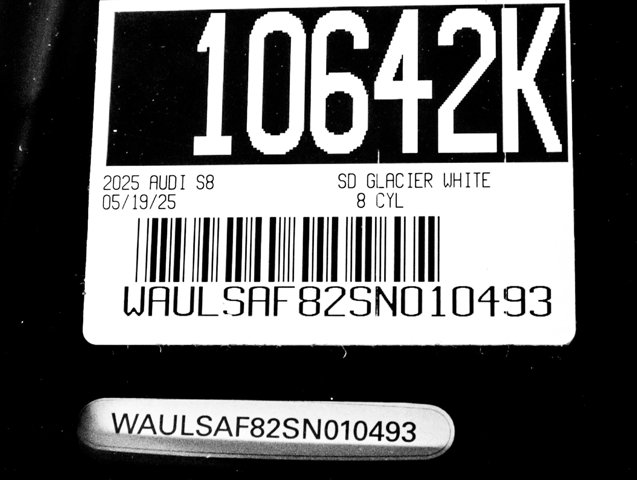 10642K
2025 AUDI S8 SD GLACIER WHITE
05/19/25 8 CYL
WAULSAF82SN010493
WAULSAF82SN010493